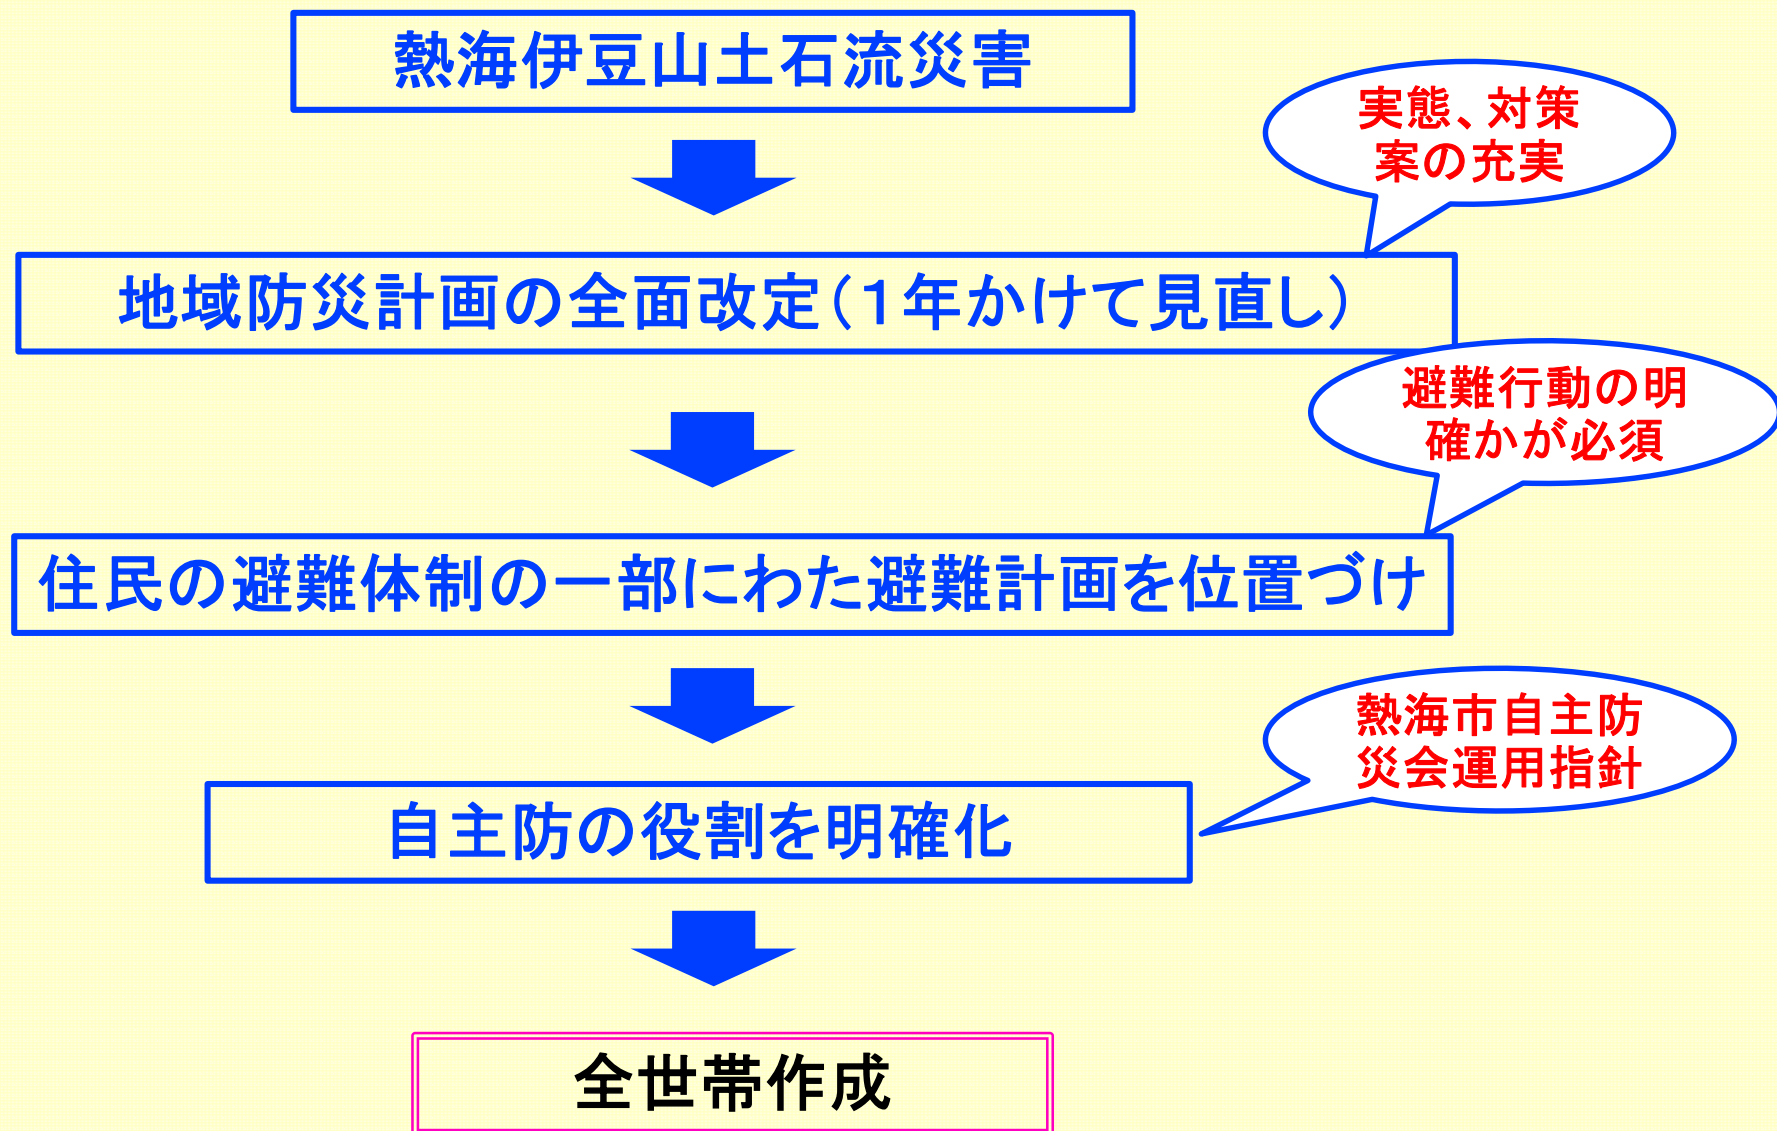 熱海伊豆山土石流災害
実態、対策
案の充実
地域防災計画の全面改定(1年かけて見直し)
避難行動の明
確かが必須
住民の避難体制の一部にわた避難計画を位置づけ
熱海市自主防
災会運用指針
自主防の役割を明確化
全世帯作成